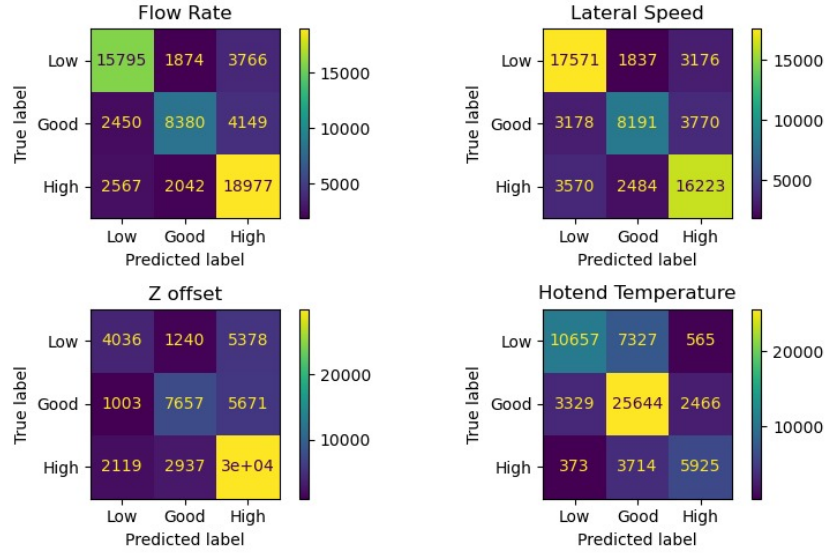 Flow Rate
Low 15795 1874 3766
Good 2450 8380 4149
High 2567 2042 18977
Low Good High
Predicted label
True label
15000
10000
5000
Lateral Speed
Low 17571 1837 3176
Good 3178 8191 3770
High 3570 2484 16223
Low Good High
Predicted label
True label
15000
10000
5000
Z offset
Low 4036 1240 5378
Good 1003 7657 5671
High 2119 2937 3e+04
Low Good High
Predicted label
True label
20000
10000
Hotend Temperature
Low 10657 7327 565
Good 3329 25644 2466
High 373 3714 5925
Low Good High
Predicted label
True label
20000
10000